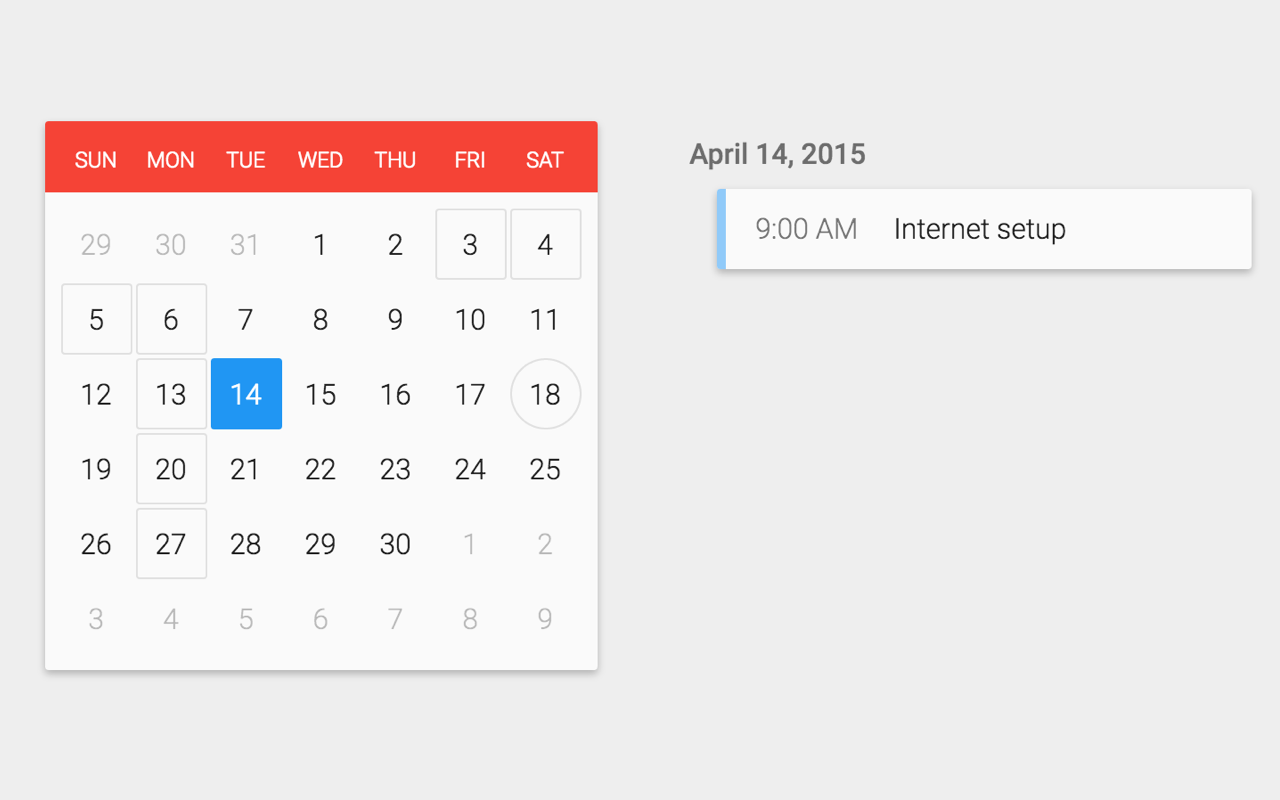 SUN MON TUE WED THU FRI SAT
29 30 31 1 2 3 4
5 6 7 8 9 10 11
12 13 14 15 16 17 18
19 20 21 22 23 24 25
26 27 28 29 30 1 2
3 4 5 6 7 8 9
April 14, 2015
9:00 AM Internet setup